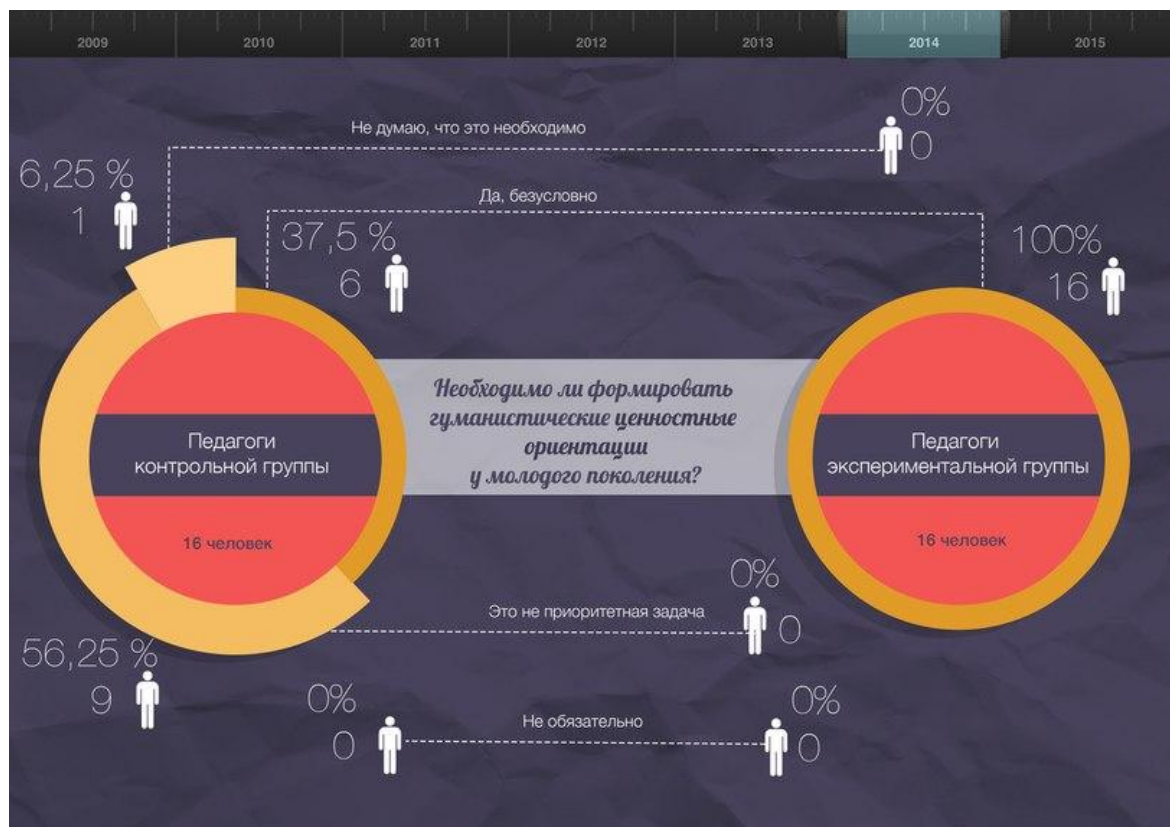 2009 2010 2011 2012 2013 2014 2015
0%
0
Не думаю, что это необходимо
6,25 %
1
Да, безусловно
37,5 %
6
100%
16
Необходимо ли формировать
гуманистические ценностные
ориентации
у молодого поколения?
Педагоги
контрольной группы
16 человек
Педагоги
экспериментальной группы
16 человек
0%
0
Это не приоритетная задача
56,25 %
9
0%
0
Не обязательно
0%
0